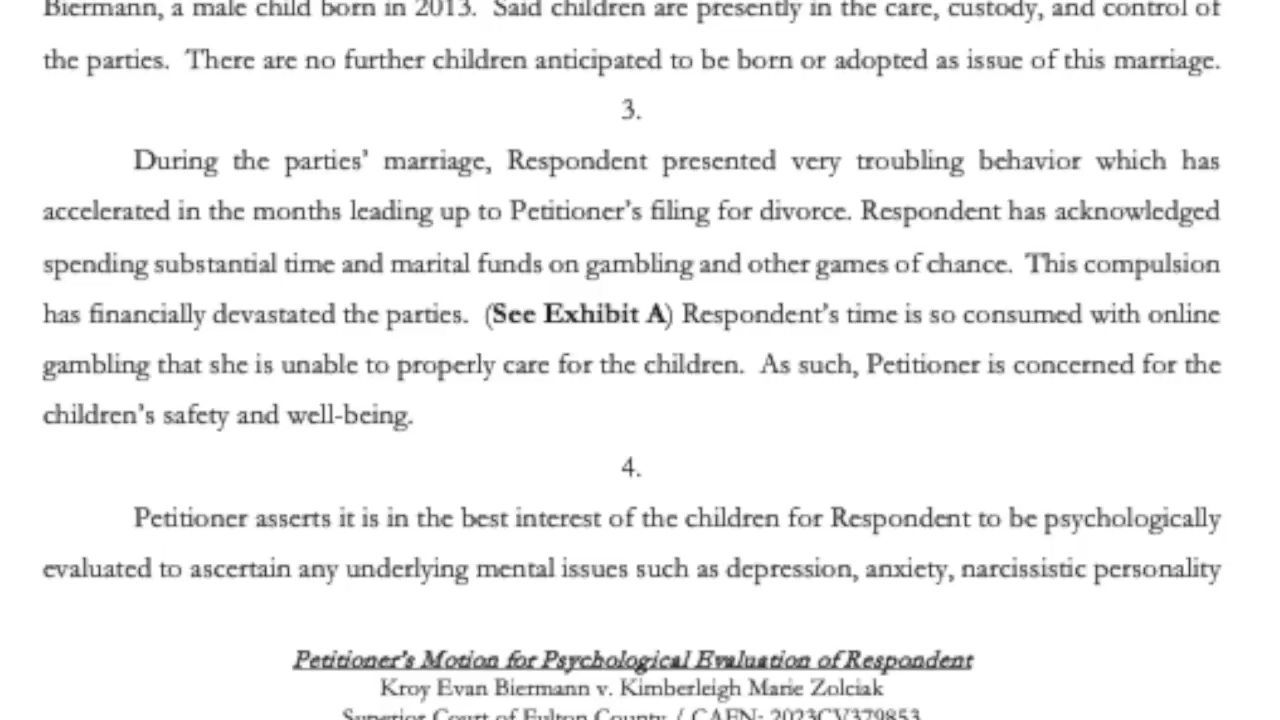 Biermann, a male child born in 2013. Said children are presently in the care, custody, and control of
the parties. There are no further children anticipated to be born or adopted as issue of this marriage.
3.
During the parties' marriage, Respondent presented very troubling behavior which has
accelerated in the months leading up to Petitioner's filing for divorce. Respondent has acknowledged
spending substantial time and marital funds on gambling and other games of chance. This compulsion
has financially devastated the parties. (See Exhibit A) Respondent's time is so consumed with online
gambling that she is unable to properly care for the children. As such, Petitioner is concerned for the
children's safety and well-being.
4.
Petitioner asserts it is in the best interest of the children for Respondent to be psychologically
evaluated to ascertain any underlying mental issues such as depression, anxiety, narcissistic personality
Petitioner's Motion for Psychological Evaluation of Respondent
Kroy Evan Biermann v. Kimberleigh Marie Zolciak
Superior Court of Fulton County / CAFN: 2023CV379853